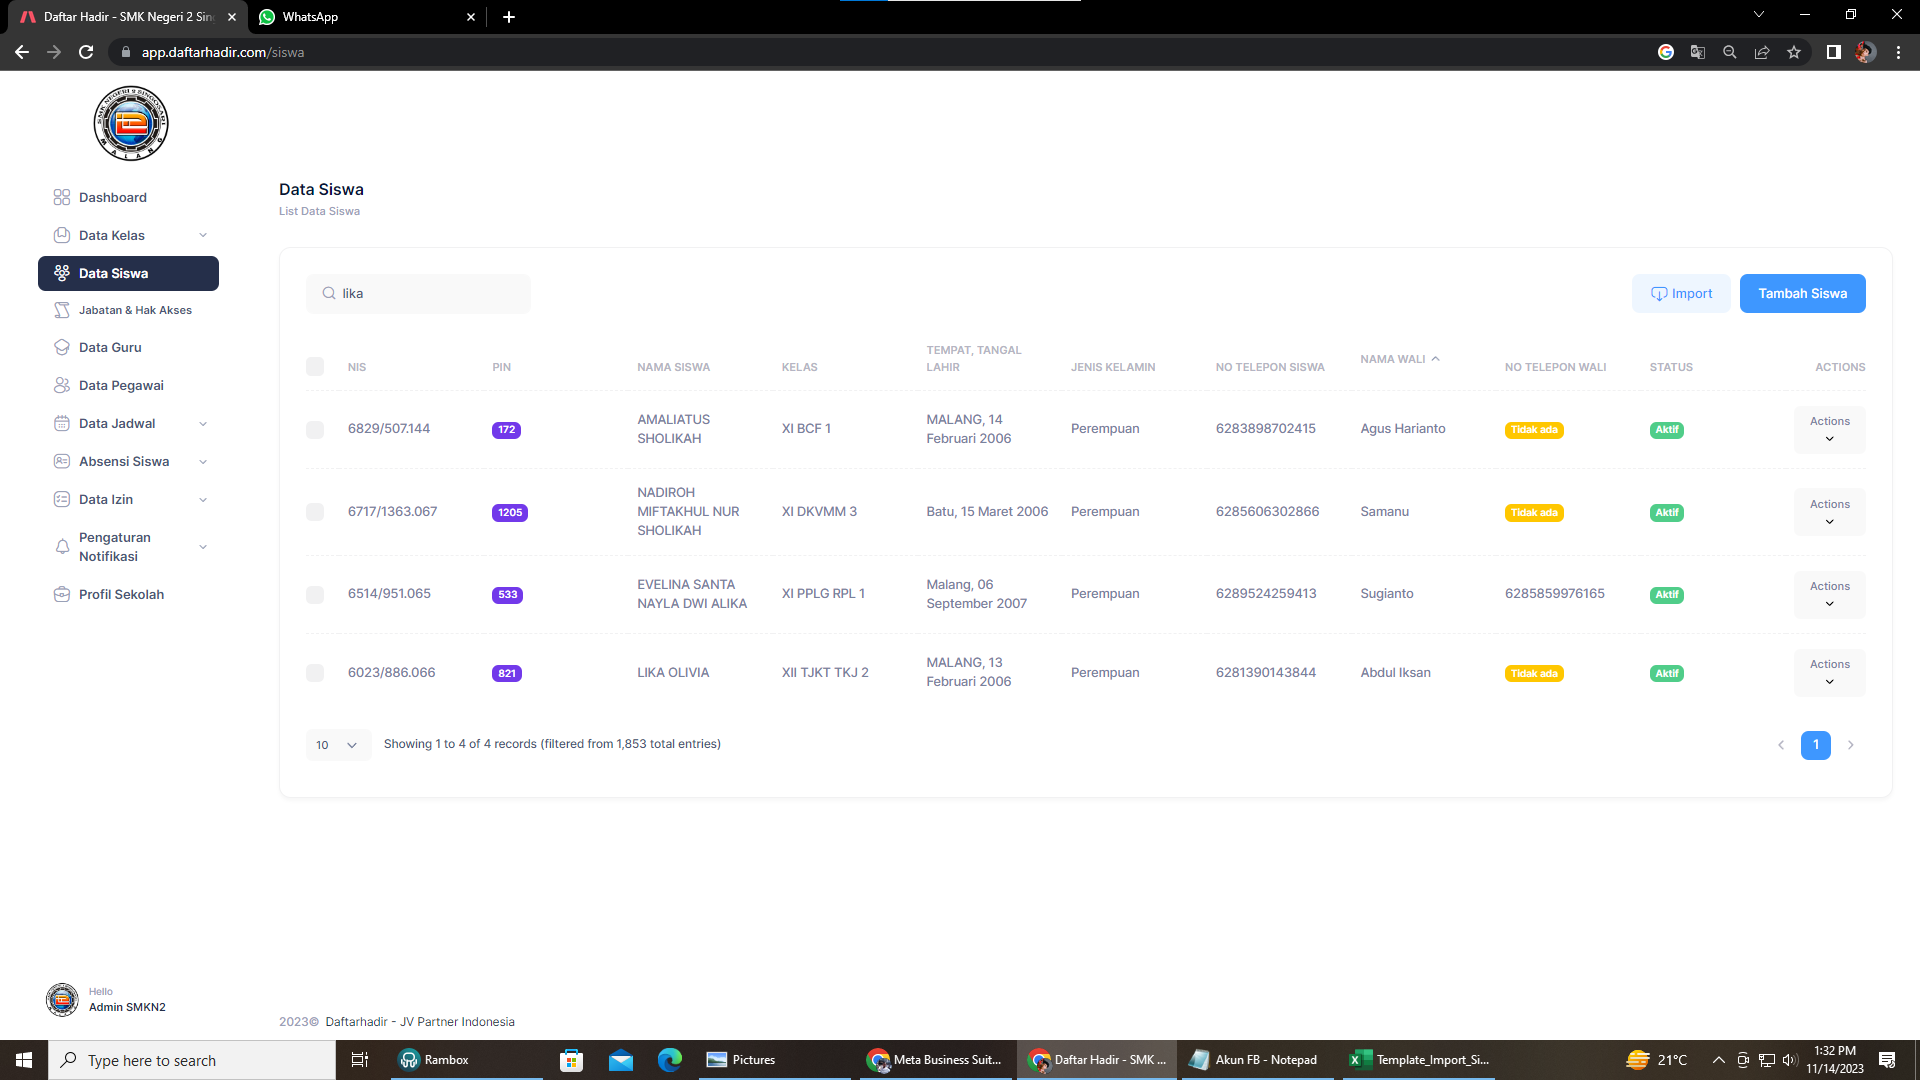 Daftar Hadir - SMK Negeri 2 Sin
WhatsApp
app.daftarhadir.com/siswa
SMK NEGERI 2 SINGOSARI
MALANG
Dashboard
Data Kelas
Data Siswa
Jabatan & Hak Akses
Data Guru
Data Pegawai
Data Jadwal
Absensi Siswa
Data Izin
Pengaturan
Notifikasi
Profil Sekolah
Hello
Admin SMKN2
Data Siswa
List Data Siswa
lika
Import
Tambah Siswa
NIS PIN NAMA SISWA KELAS TEMPAT, TANGAL LAHIR JENIS KELAMIN NO TELEPON SISWA NAMA WALI NO TELEPON WALI STATUS ACTIONS
6829/507.144 172 AMALIATUS SHOLIKAH XI BCF 1 MALANG, 14 Februari 2006 Perempuan 6283898702415 Agus Harianto Tidak ada Aktif Actions
6717/1363.067 1205 NADIROH MIFTAKHUL NUR SHOLIKAH XI DKVMM 3 Batu, 15 Maret 2006 Perempuan 6285606302866 Samanu Tidak ada Aktif Actions
6514/951.065 533 EVELINA SANTA NAYLA DWI ALIKA XI PPLG RPL 1 Malang, 06 September 2007 Perempuan 6289524259413 Sugianto 6285859976165 Aktif Actions
6023/886.066 821 LIKA OLIVIA XII TJKT TKJ 2 MALANG, 13 Februari 2006 Perempuan 6281390143844 Abdul Iksan Tidak ada Aktif Actions
10 Showing 1 to 4 of 4 records (filtered from 1,853 total entries)
1
2023© Daftarhadir - JV Partner Indonesia
Type here to search
Rambox
Pictures
Meta Business Suit...
Daftar Hadir - SMK ...
Akun FB - Notepad
Template_Import_Si...
21°C
1:32 PM
11/14/2023